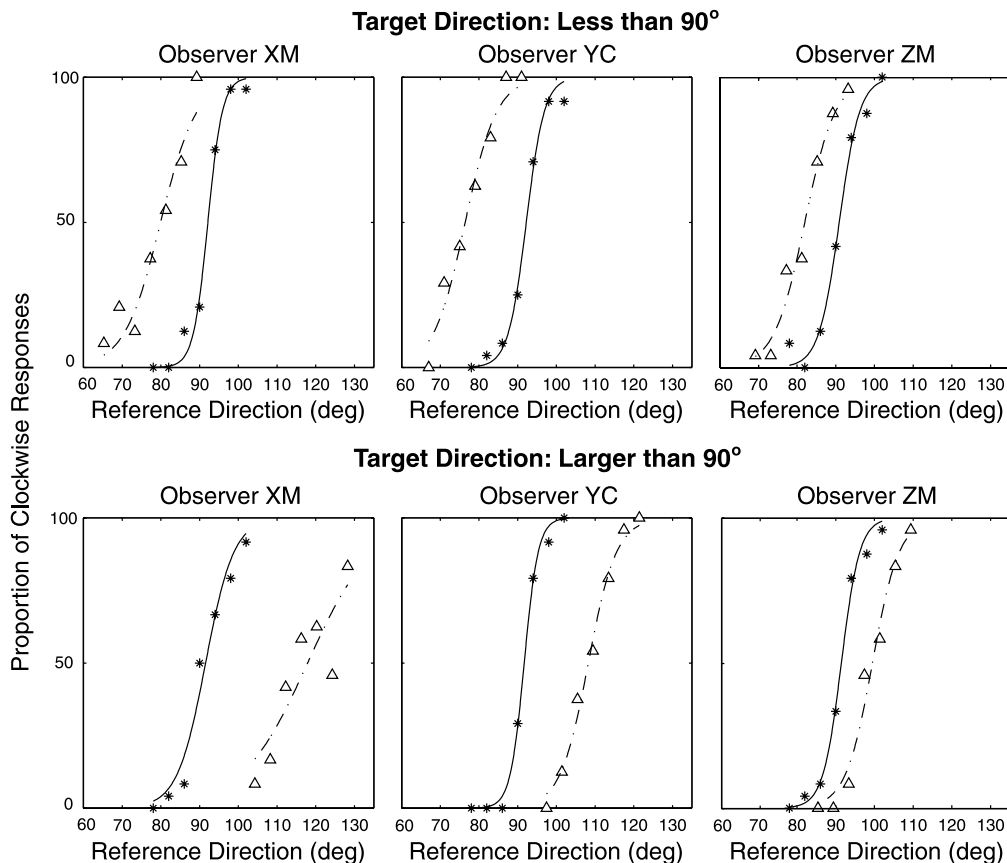 Target Direction: Less than 90°
Observer XM
Observer YC
Observer ZM
100
50
0
60 70 80 90 100 110 120 130
60 70 80 90 100 110 120 130
60 70 80 90 100 110 120 130
Reference Direction (deg)
Reference Direction (deg)
Reference Direction (deg)
Proportion of Clockwise Responses
Target Direction: Larger than 90°
Observer XM
Observer YC
Observer ZM
100
50
0
60 70 80 90 100 110 120 130
60 70 80 90 100 110 120 130
60 70 80 90 100 110 120 130
Reference Direction (deg)
Reference Direction (deg)
Reference Direction (deg)